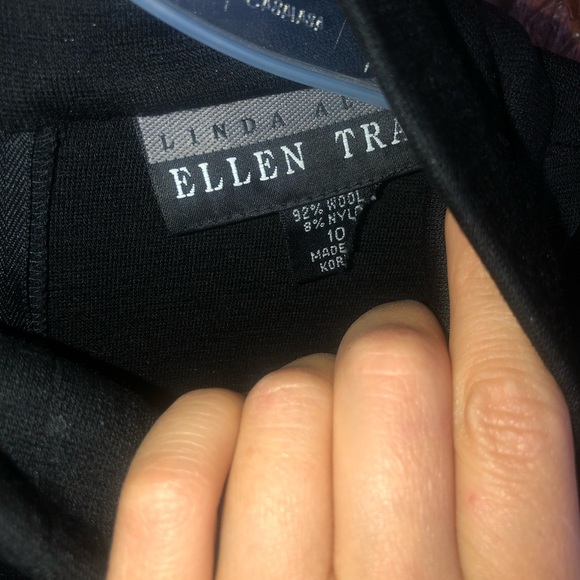 LINDA AL
ELLEN TRA
92% WOOL
8% NYLO
10
MADE
KOR